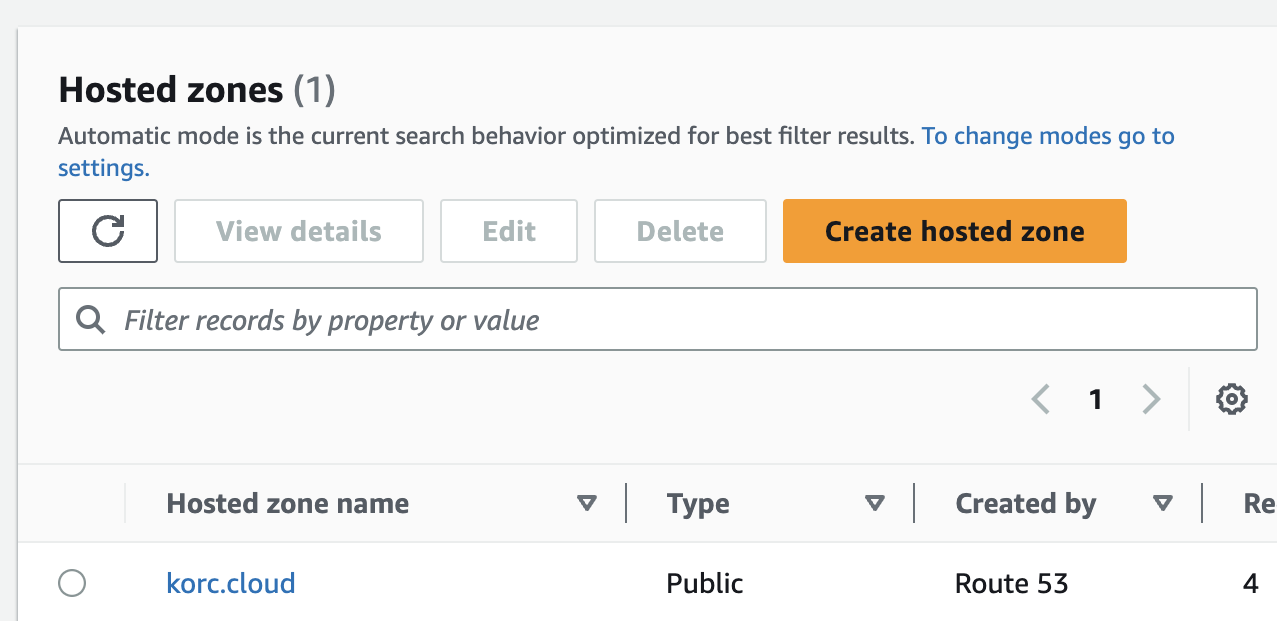 Hosted zones (1)
Automatic mode is the current search behavior optimized for best filter results. To change modes go to
settings.
View details Edit Delete Create hosted zone
Filter records by property or value
1
Hosted zone name Type Created by Re
korc.cloud Public Route 53 4